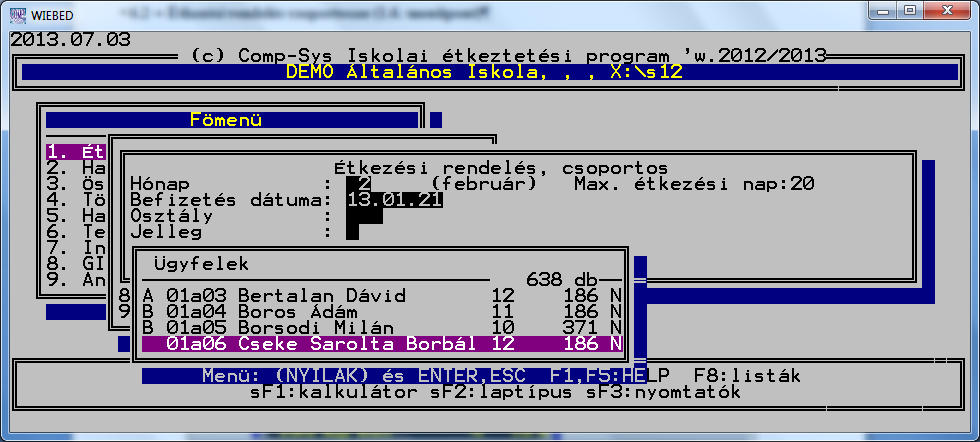 WIEBED
2013.07.03
(c) Comp-Sys Iskolai étkeztetési program 'w.2012/2013
DEMO Általános Iskola, , , X:\s12
Fömenü
1. Ét
2. Ha
3. Ös
4. Tö
5. Ha
6. Te
7. In
8. GI
9. An
8
9
Étkezési rendelés, csoportos
Hónap : 2 (február) Max. étkezési nap:20
Befizetés dátuma: 13.01.21
Osztály :
Jelleg :
Ügyfelek
638 db
A 01a03 Bertalan Dávid 12 186 N
B 01a04 Boros Ádám 11 186 N
B 01a05 Borsodi Milán 10 371 N
01a06 Cseke Sarolta Borbál 12 186 N
Menü: (NYILAK) és ENTER,ESC F1,F5:HELP F8:listák
sF1:kalkulátor sF2:laptípus sF3:nyomtatók